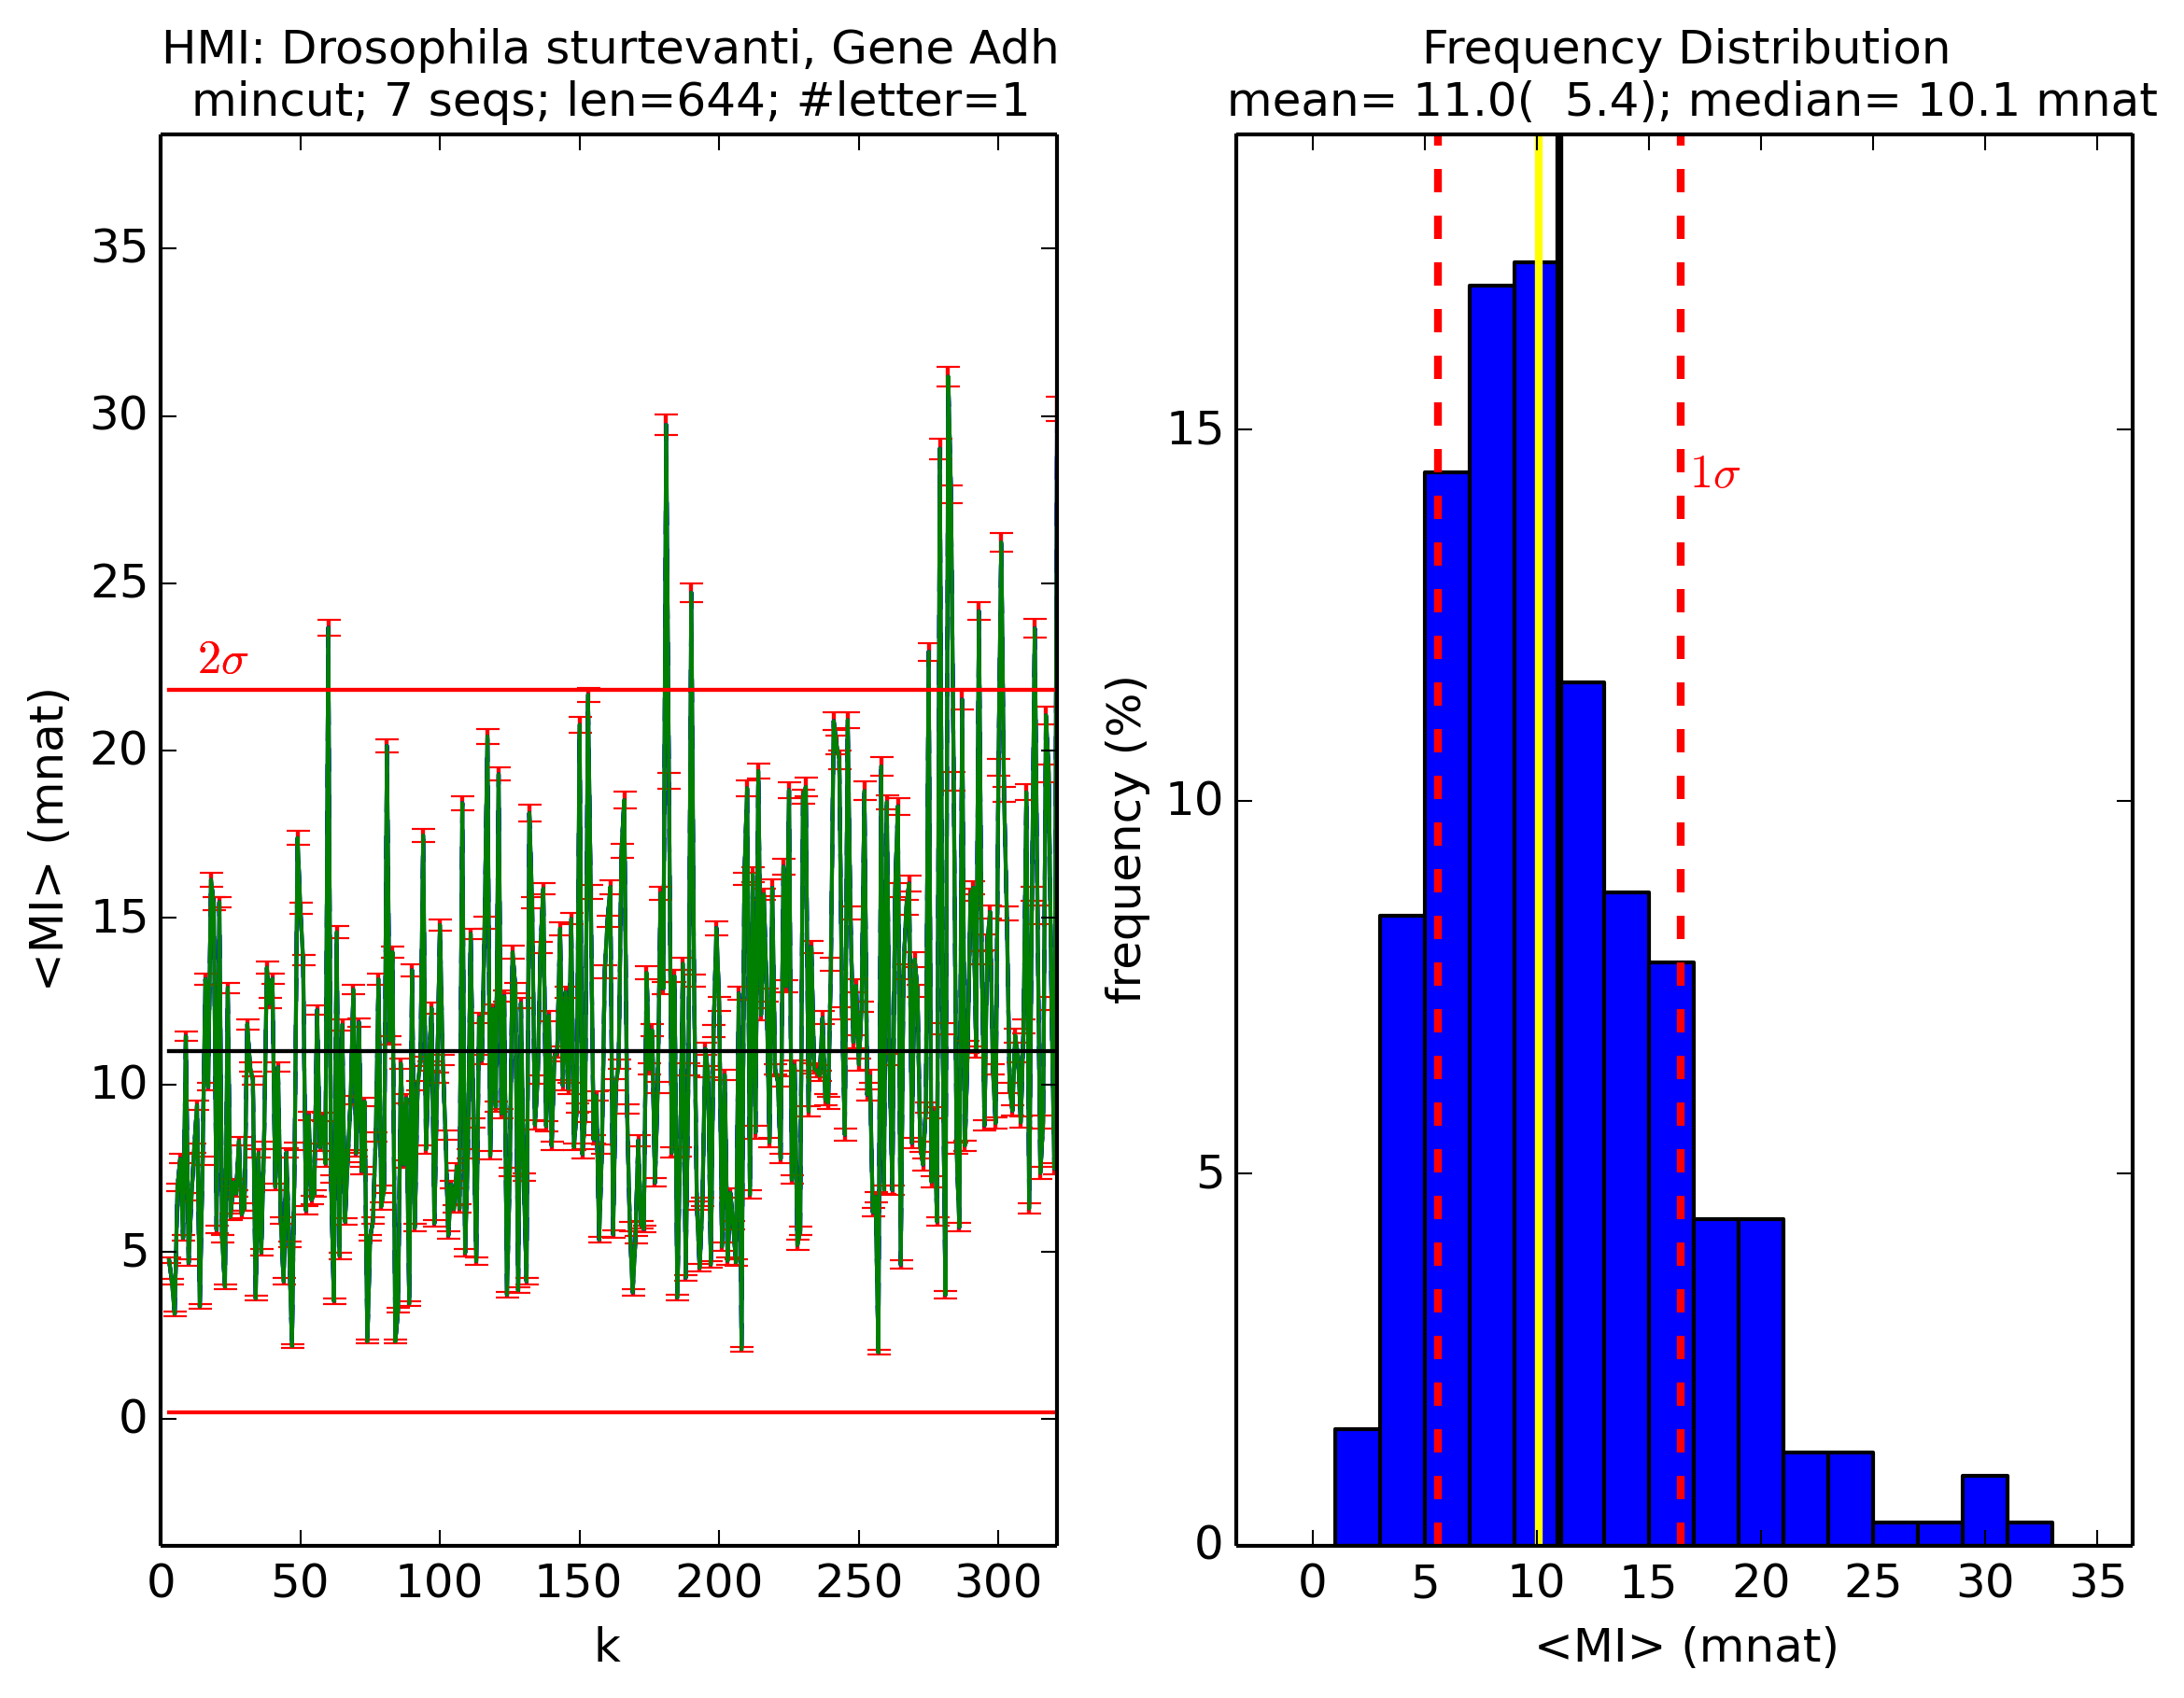 HMI: Drosophila sturtevanti, Gene Adh
mincut; 7 seqs; len=644; #letter=1
35
30
25
20
15
10
5
0
<MI> (mnat)
2σ
0 50 100 150 200 250 300
k
Frequency Distribution
mean= 11.0( 5.4); median= 10.1 mnat
15
10
5
0
frequency (%)
1σ
0 5 10 15 20 25 30 35
<MI> (mnat)